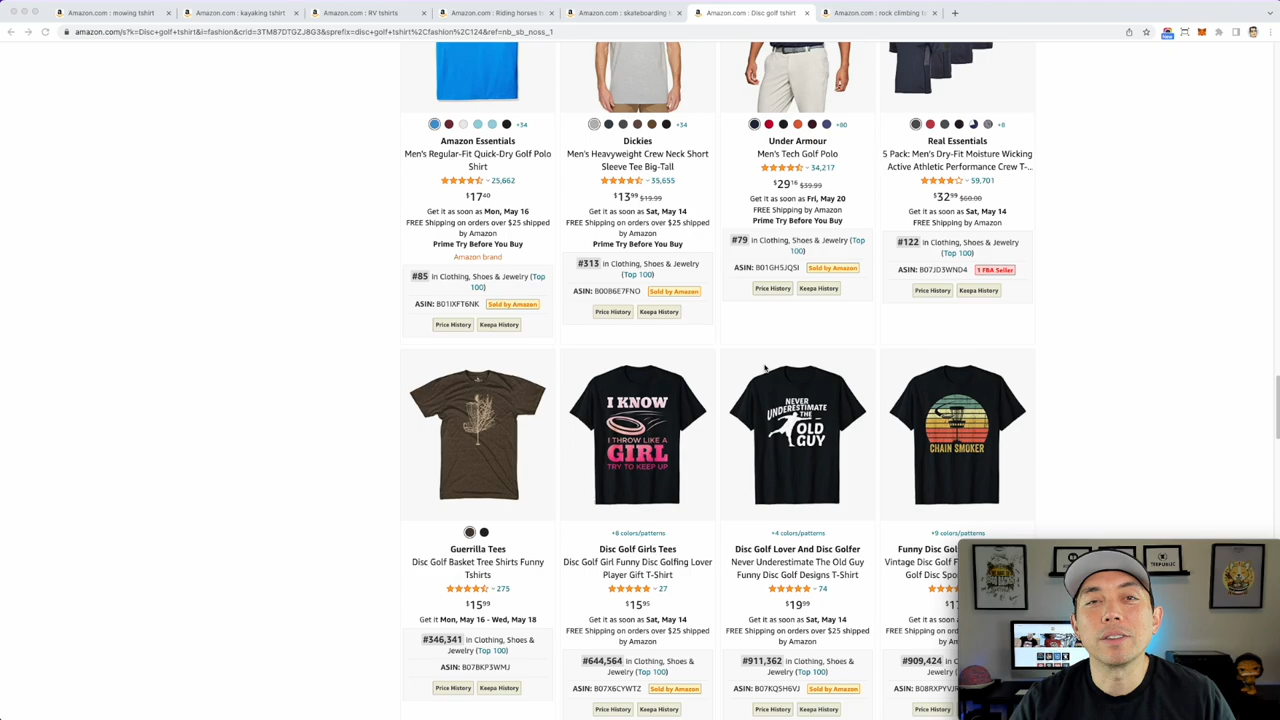 Amazon.com : mowing tshirt
Amazon.com : kayaking tshirt
Amazon.com : RV tshirts
Amazon.com : Riding horses t
Amazon.com : skateboarding
Amazon.com : Disc golf tshirt
Amazon.com : rock climbing t
amazon.com/s?k=Disc+golf+tshirt&i=fashion&crid=3TM87DTGZJ8G3&sprefix=disc+golf+tshirt%2Cfashion%2C124&ref=nb_sb_noss_1
New
+34
+34
+80
+8
Amazon Essentials
Men's Regular-Fit Quick-Dry Golf Polo
Shirt
25,662
$17.40
Get it as soon as Mon, May 16
FREE Shipping on orders over $25 shipped
by Amazon
Prime Try Before You Buy
Amazon brand
#85 in Clothing, Shoes & Jewelry (Top
100)
ASIN: B01IXFT6NK Sold by Amazon
Price History Keepa History
Dickies
Men's Heavyweight Crew Neck Short
Sleeve Tee Big-Tall
35,655
$13.99 $19.99
Get it as soon as Sat, May 14
FREE Shipping on orders over $25 shipped
by Amazon
Prime Try Before You Buy
#313 in Clothing, Shoes & Jewelry
(Top 100)
ASIN: B00B6E7FNO Sold by Amazon
Price History Keepa History
Under Armour
Men's Tech Golf Polo
34,217
$29.16 $39.99
Get it as soon as Fri, May 20
FREE Shipping by Amazon
Prime Try Before You Buy
#79 in Clothing, Shoes & Jewelry (Top
100)
ASIN: B01GH5JQSI Sold by Amazon
Price History Keepa History
Real Essentials
5 Pack: Men's Dry-Fit Moisture Wicking
Active Athletic Performance Crew T-...
59,701
$32.99 $60.00
Get it as soon as Sat, May 14
FREE Shipping by Amazon
#122 in Clothing, Shoes & Jewelry
(Top 100)
ASIN: B07JD3WND4 1 FBA Seller
Price History Keepa History
I KNOW
I THROW LIKE A
GIRL
TRY TO KEEP UP
NEVER
UNDERESTIMATE
THE
OLD
GUY
CHAIN SMOKER
Guerrilla Tees
Disc Golf Basket Tree Shirts Funny
Tshirts
275
$15.99
Get it Mon, May 16 - Wed, May 18
#346,341 in Clothing, Shoes &
Jewelry (Top 100)
ASIN: B07BKP3WMJ
Price History Keepa History
+8 colors/patterns
Disc Golf Girls Tees
Disc Golf Girl Funny Disc Golfing Lover
Player Gift T-Shirt
27
$15.95
Get it as soon as Sat, May 14
FREE Shipping on orders over $25 shipped
by Amazon
#644,564 in Clothing, Shoes &
Jewelry (Top 100)
ASIN: B07X6CYWTZ Sold by Amazon
Price History Keepa History
+4 colors/patterns
Disc Golf Lover And Disc Golfer
Never Underestimate The Old Guy
Funny Disc Golf Designs T-Shirt
74
$19.99
Get it as soon as Sat, May 14
FREE Shipping on orders over $25 shipped
by Amazon
#911,362 in Clothing, Shoes &
Jewelry (Top 100)
ASIN: B07KQSH6VJ Sold by Amazon
Price History Keepa History
+9 colors/patterns
Funny Disc Go
Vintage Disc Golf F
Golf Disc Spo
Get it as soon
FREE Shipping on
by
#909,424 in
Jewelry
ASIN: B08RXPYVJR
Price History
TEEPUBLIC